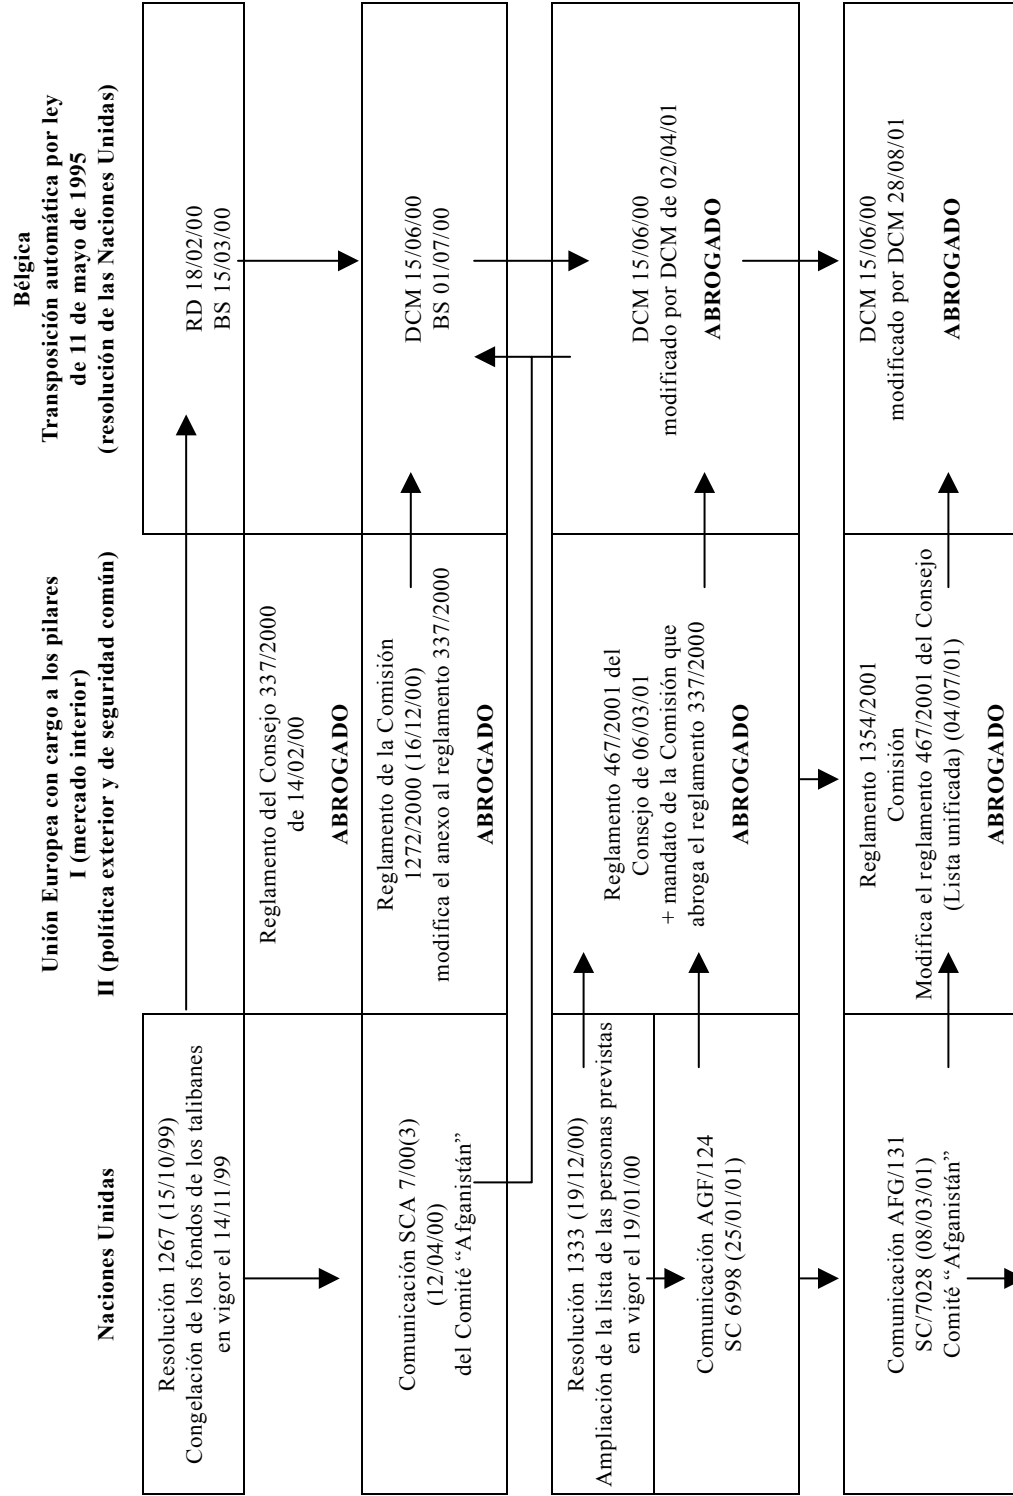 Naciones Unidas
Unión Europea con cargo a los pilares
I (mercado interior)
II (política exterior y de seguridad común)
Bélgica
Transposición automática por ley
de 11 de mayo de 1995
(resolución de las Naciones Unidas)
Resolución 1267 (15/10/99)
Congelación de los fondos de los talibanes
en vigor el 14/11/99
Reglamento del Consejo 337/2000
de 14/02/00
ABROGADO
RD 18/02/00
BS 15/03/00
Comunicación SCA 7/00(3)
(12/04/00)
del Comité “Afganistán”
Reglamento de la Comisión
1272/2000 (16/12/00)
modifica el anexo al reglamento 337/2000
ABROGADO
DCM 15/06/00
BS 01/07/00
Resolución 1333 (19/12/00)
Ampliación de la lista de las personas previstas
en vigor el 19/01/00
Comunicación AGF/124
SC 6998 (25/01/01)
Reglamento 467/2001 del
Consejo de 06/03/01
+ mandato de la Comisión que
abroga el reglamento 337/2000
ABROGADO
DCM 15/06/00
modificado por DCM de 02/04/01
ABROGADO
Comunicación AFG/131
SC/7028 (08/03/01)
Comité “Afganistán”
Reglamento 1354/2001
Comisión
Modifica el reglamento 467/2001 del Consejo
(Lista unificada) (04/07/01)
ABROGADO
DCM 15/06/00
modificado por DCM 28/08/01
ABROGADO